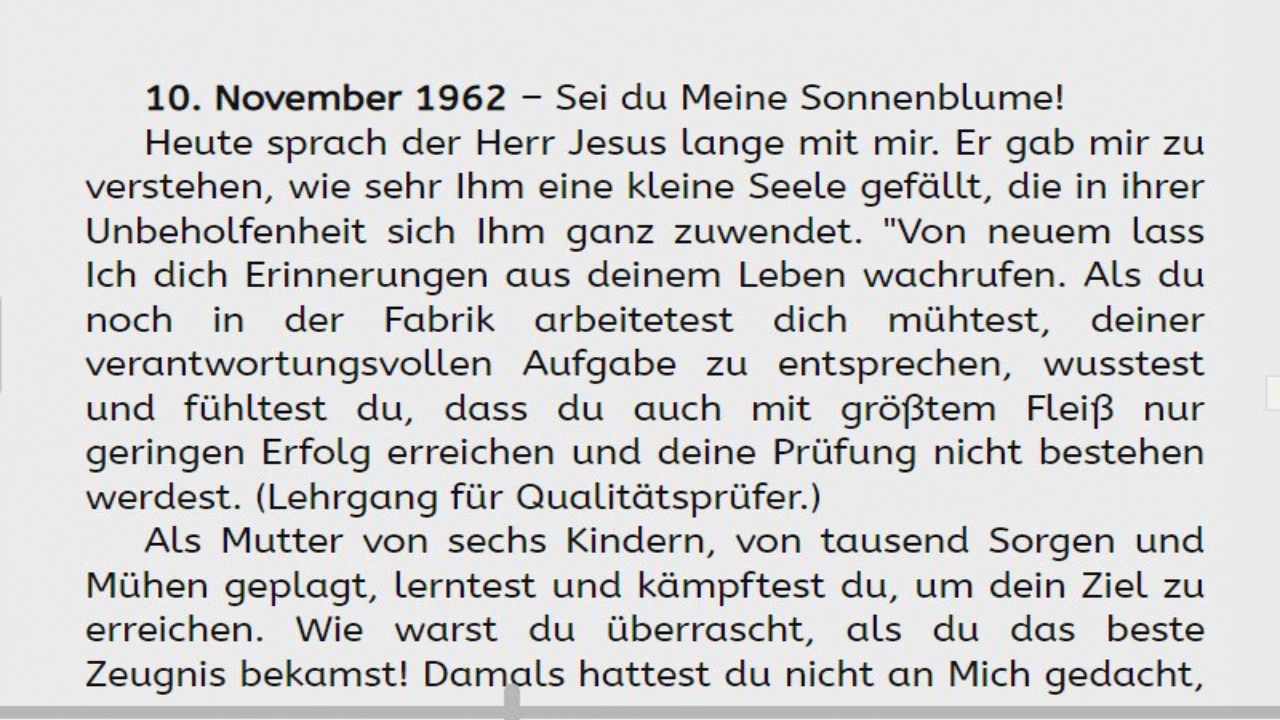 10. November 1962 – Sei du Meine Sonnenblume!
Heute sprach der Herr Jesus lange mit mir. Er gab mir zu
verstehen, wie sehr Ihm eine kleine Seele gefällt, die in ihrer
Unbeholfenheit sich Ihm ganz zuwendet. "Von neuem lass
Ich dich Erinnerungen aus deinem Leben wachrufen. Als du
noch in der Fabrik arbeitetest dich mühtest, deiner
verantwortungsvollen Aufgabe zu entsprechen, wusstest
und fühltest du, dass du auch mit größtem Fleiß nur
geringen Erfolg erreichen und deine Prüfung nicht bestehen
werdest. (Lehrgang für Qualitätsprüfer.)
Als Mutter von sechs Kindern, von tausend Sorgen und
Mühen geplagt, lerntest und kämpftest du, um dein Ziel zu
erreichen. Wie warst du überrascht, als du das beste
Zeugnis bekamst! Damals hattest du nicht an Mich gedacht,